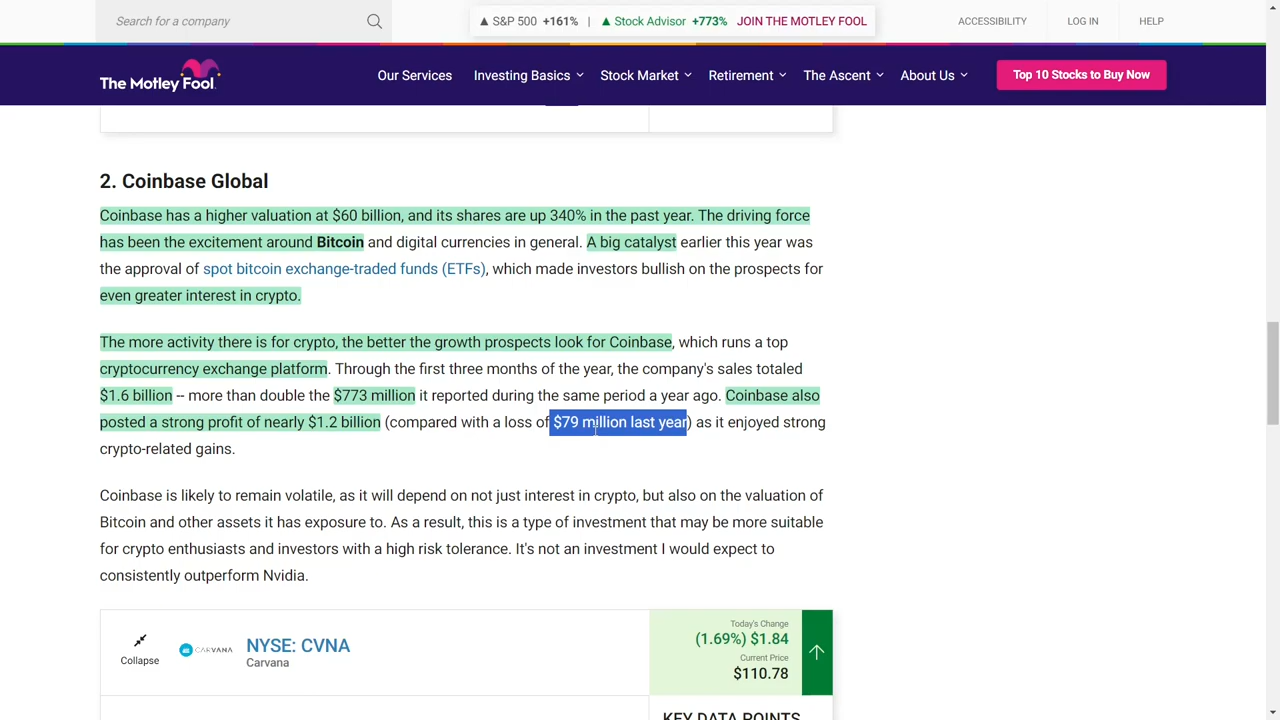 Search for a company
▲ S&P 500 +161% | ▲ Stock Advisor +773% JOIN THE MOTLEY FOOL
ACCESSIBILITY LOG IN HELP
The Motley Fool
Our Services Investing Basics Stock Market Retirement The Ascent About Us Top 10 Stocks to Buy Now
2. Coinbase Global
Coinbase has a higher valuation at $60 billion, and its shares are up 340% in the past year. The driving force
has been the excitement around Bitcoin and digital currencies in general. A big catalyst earlier this year was
the approval of spot bitcoin exchange-traded funds (ETFs), which made investors bullish on the prospects for
even greater interest in crypto.
The more activity there is for crypto, the better the growth prospects look for Coinbase, which runs a top
cryptocurrency exchange platform. Through the first three months of the year, the company's sales totaled
$1.6 billion -- more than double the $773 million it reported during the same period a year ago. Coinbase also
posted a strong profit of nearly $1.2 billion (compared with a loss of $79 million last year) as it enjoyed strong
crypto-related gains.
Coinbase is likely to remain volatile, as it will depend on not just interest in crypto, but also on the valuation of
Bitcoin and other assets it has exposure to. As a result, this is a type of investment that may be more suitable
for crypto enthusiasts and investors with a high risk tolerance. It's not an investment I would expect to
consistently outperform Nvidia.
Collapse
CARVANA
NYSE: CVNA
Carvana
Today's Change
(1.69%) $1.84
Current Price
$110.78
KEY DATA POINTS